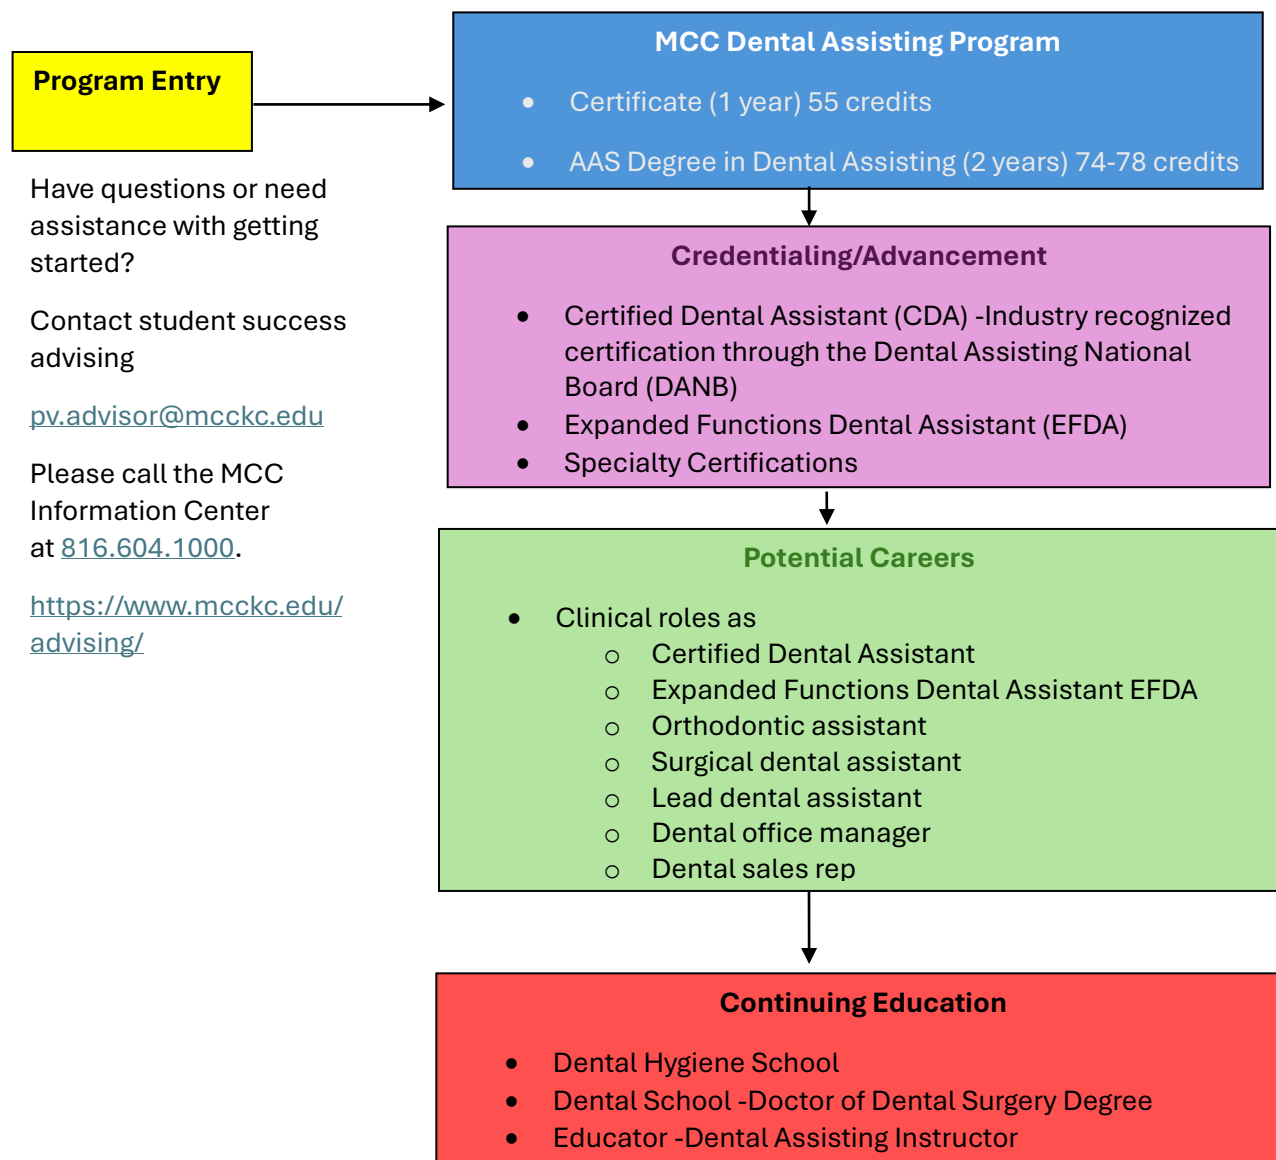 Program Entry
Have questions or need
assistance with getting
started?
Contact student success
advising
pv.advisor@mcckc.edu
Please call the MCC
Information Center
at 816.604.1000.
https://www.mcckc.edu/
advising/
MCC Dental Assisting Program
• Certificate (1 year) 55 credits
• AAS Degree in Dental Assisting (2 years) 74-78 credits
Credentialing/Advancement
• Certified Dental Assistant (CDA) -Industry recognized
certification through the Dental Assisting National
Board (DANB)
• Expanded Functions Dental Assistant (EFDA)
• Specialty Certifications
Potential Careers
• Clinical roles as
o Certified Dental Assistant
o Expanded Functions Dental Assistant EFDA
o Orthodontic assistant
o Surgical dental assistant
o Lead dental assistant
o Dental office manager
o Dental sales rep
Continuing Education
• Dental Hygiene School
• Dental School -Doctor of Dental Surgery Degree
• Educator -Dental Assisting Instructor